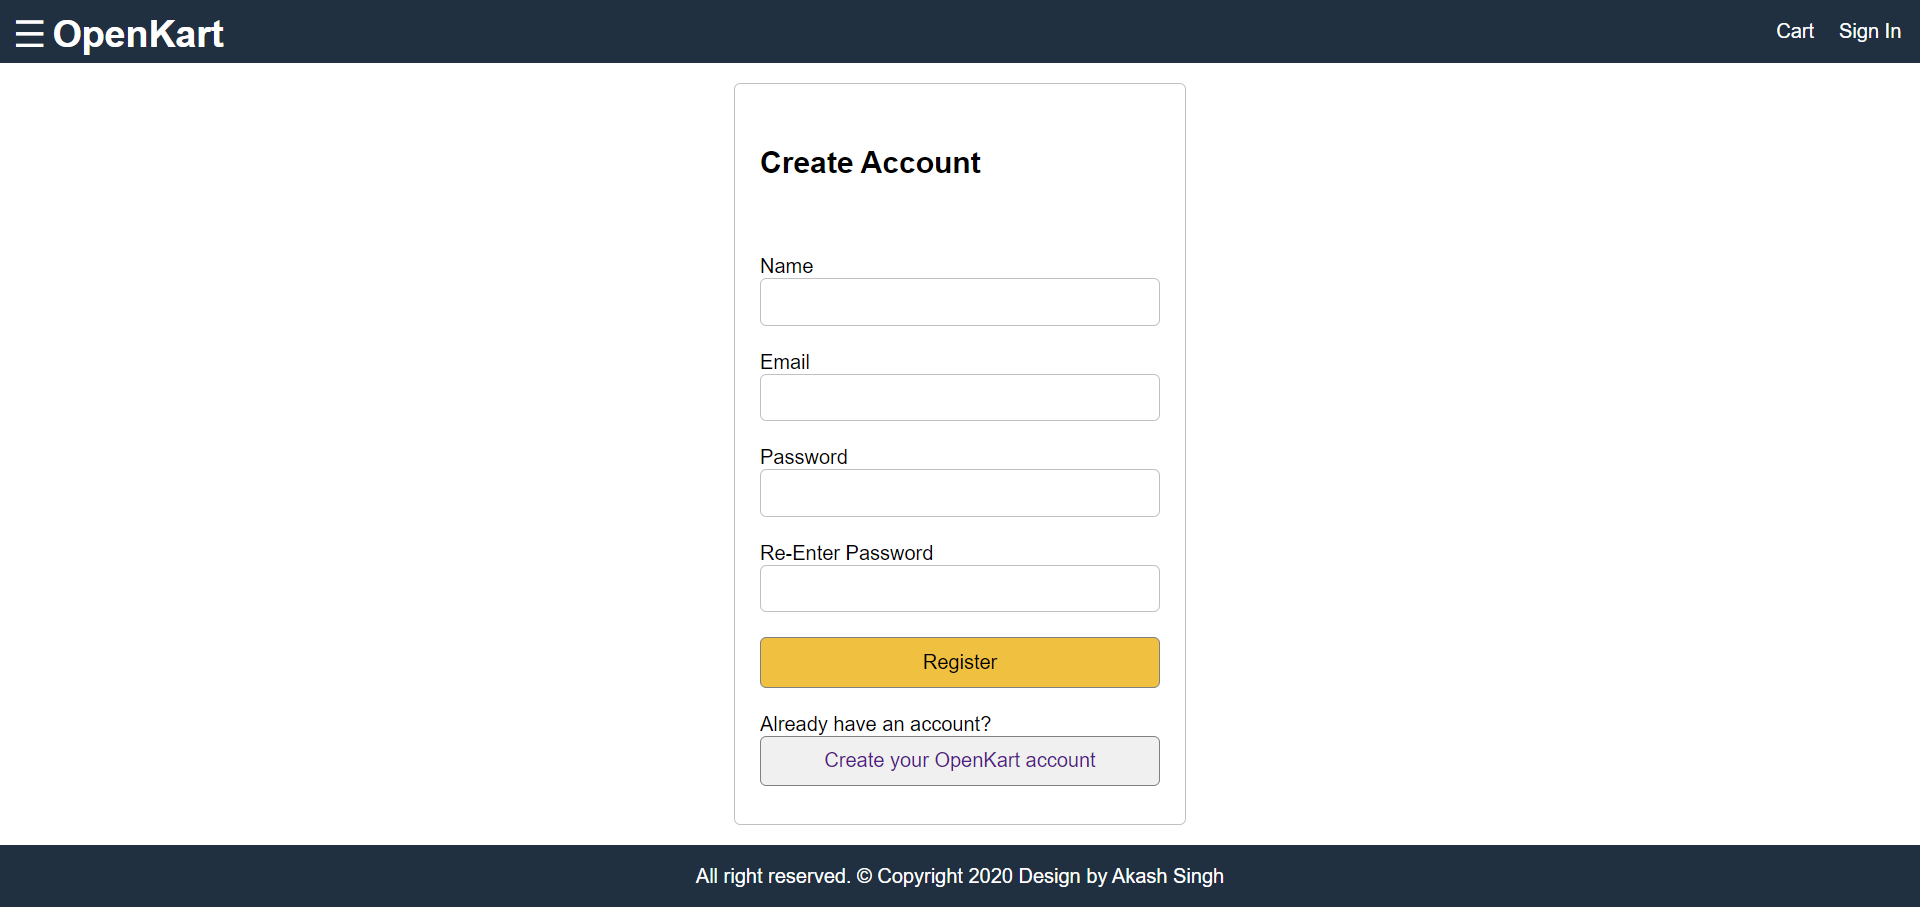 ☰ OpenKart
Cart Sign In
Create Account
Name
Email
Password
Re-Enter Password
Register
Already have an account?
Create your OpenKart account
All right reserved. © Copyright 2020 Design by Akash Singh